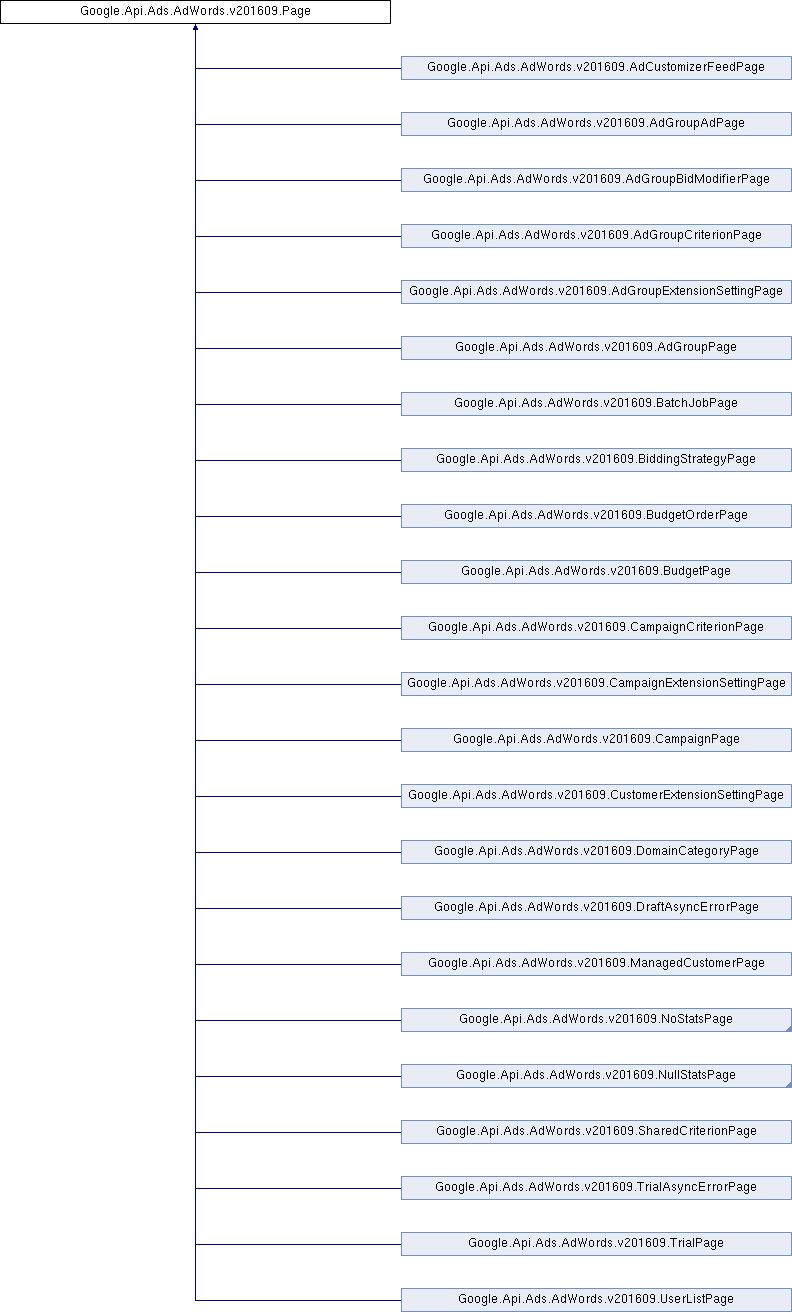 Google.Api.Ads.AdWords.v201609.Page
Google.Api.Ads.AdWords.v201609.AdCustomizerFeedPage
Google.Api.Ads.AdWords.v201609.AdGroupAdPage
Google.Api.Ads.AdWords.v201609.AdGroupBidModifierPage
Google.Api.Ads.AdWords.v201609.AdGroupCriterionPage
Google.Api.Ads.AdWords.v201609.AdGroupExtensionSettingPage
Google.Api.Ads.AdWords.v201609.AdGroupPage
Google.Api.Ads.AdWords.v201609.BatchJobPage
Google.Api.Ads.AdWords.v201609.BiddingStrategyPage
Google.Api.Ads.AdWords.v201609.BudgetOrderPage
Google.Api.Ads.AdWords.v201609.BudgetPage
Google.Api.Ads.AdWords.v201609.CampaignCriterionPage
Google.Api.Ads.AdWords.v201609.CampaignExtensionSettingPage
Google.Api.Ads.AdWords.v201609.CampaignPage
Google.Api.Ads.AdWords.v201609.CustomerExtensionSettingPage
Google.Api.Ads.AdWords.v201609.DomainCategoryPage
Google.Api.Ads.AdWords.v201609.DraftAsyncErrorPage
Google.Api.Ads.AdWords.v201609.ManagedCustomerPage
Google.Api.Ads.AdWords.v201609.NoStatsPage
Google.Api.Ads.AdWords.v201609.NullStatsPage
Google.Api.Ads.AdWords.v201609.SharedCriterionPage
Google.Api.Ads.AdWords.v201609.TrialAsyncErrorPage
Google.Api.Ads.AdWords.v201609.TrialPage
Google.Api.Ads.AdWords.v201609.UserListPage